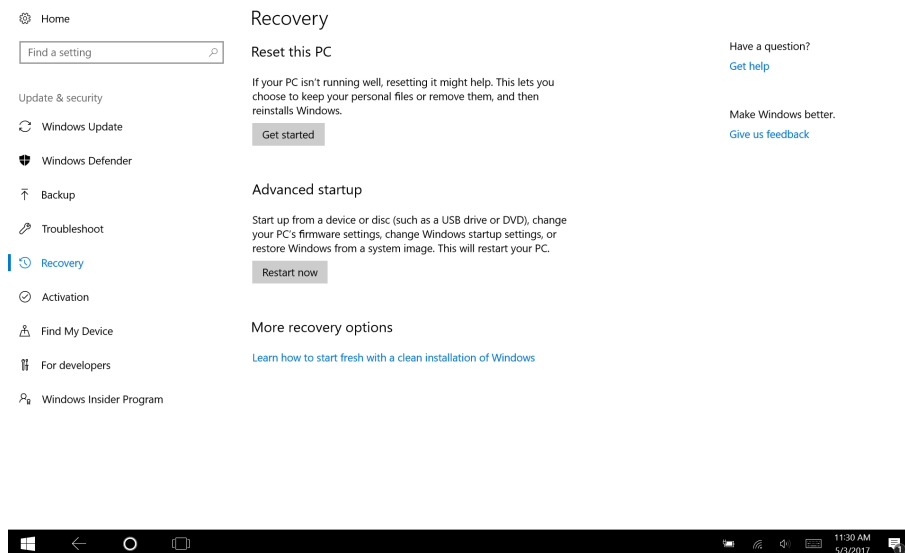 Home
Find a setting
Update & security
Windows Update
Windows Defender
Backup
Troubleshoot
Recovery
Activation
Find My Device
For developers
Windows Insider Program
Recovery
Reset this PC
If your PC isn't running well, resetting it might help. This lets you
choose to keep your personal files or remove them, and then
reinstalls Windows.
Get started
Advanced startup
Start up from a device or disc (such as a USB drive or DVD), change
your PC's firmware settings, change Windows startup settings, or
restore Windows from a system image. This will restart your PC.
Restart now
More recovery options
Learn how to start fresh with a clean installation of Windows
Have a question?
Get help
Make Windows better.
Give us feedback
11:30 AM
5/3/2017
1